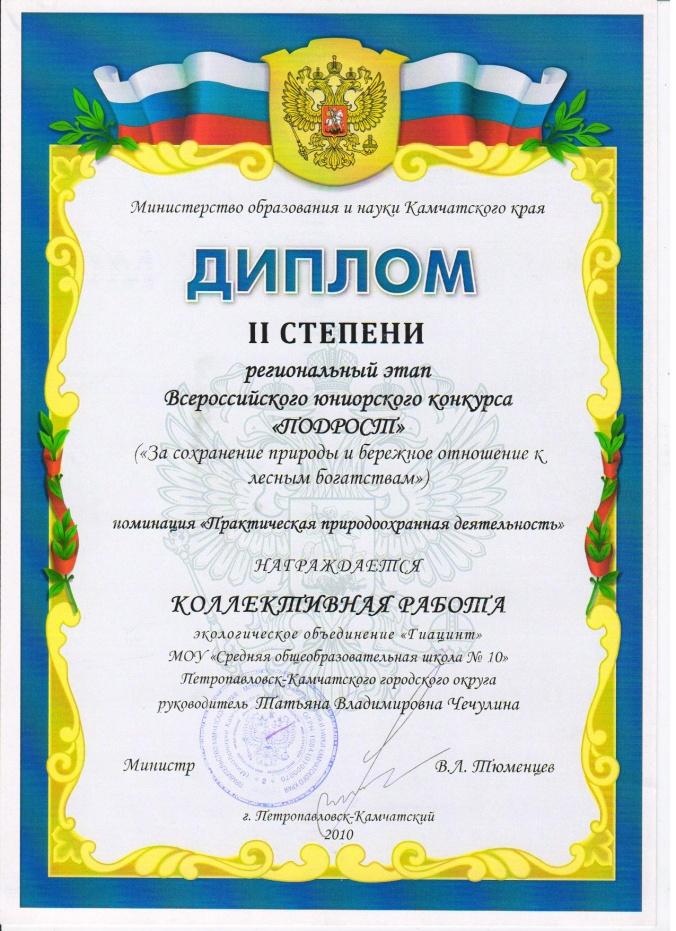 Министерство образования и науки Камчатского края
ДИПЛОМ
II СТЕПЕНИ
региональный этап
Всероссийского юниорского конкурса
«ПОДРОСТ»
(«За сохранение природы и бережное отношение к
лесным богатствам»)
номинация «Практическая природоохранная деятельность»
НАГРАЖДАЕТСЯ
КОЛЛЕКТИВНАЯ РАБОТА
экологическое объединение «Гиацинт»
МОУ «Средняя общеобразовательная школа № 10»
Петропавловск-Камчатского городского округа
руководитель Татьяна Владимировна Чечулина
Министр В.Л. Тюменцев
г. Петропавловск-Камчатский
2010